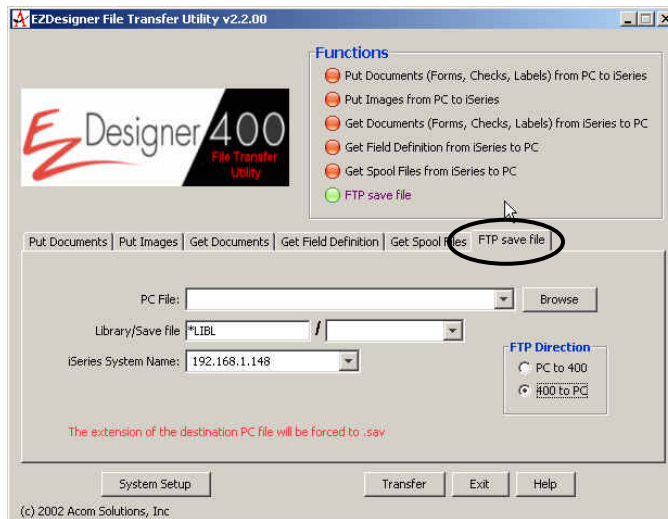 EZDesigner File Transfer Utility v2.2.00
Functions
Put Documents (Forms, Checks, Labels) from PC to iSeries
Put Images from PC to iSeries
Get Documents (Forms, Checks, Labels) from iSeries to PC
Get Field Definition from iSeries to PC
Get Spool Files from iSeries to PC
FTP save file
EZ Designer 400
File Transfer
Utility
Put Documents Put Images Get Documents Get Field Definition Get Spool Files FTP save file
PC File: Browse
Library/Save file *LIBL /
iSeries System Name: 192.168.1.148
FTP Direction
PC to 400
400 to PC
The extension of the destination PC file will be forced to .sav
System Setup Transfer Exit Help
(c) 2002 Acom Solutions, Inc